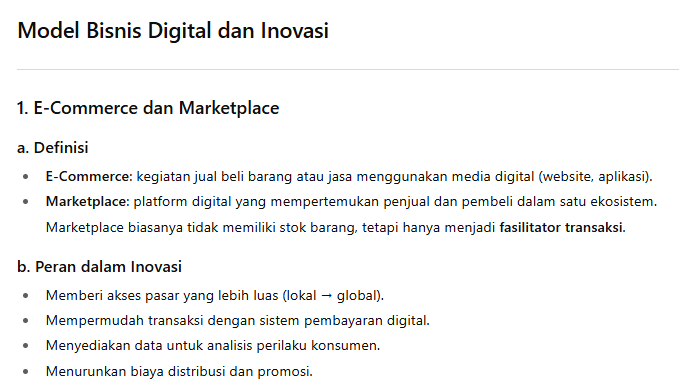 Model Bisnis Digital dan Inovasi
1. E-Commerce dan Marketplace
a. Definisi
• E-Commerce: kegiatan jual beli barang atau jasa menggunakan media digital (website, aplikasi).
• Marketplace: platform digital yang mempertemukan penjual dan pembeli dalam satu ekosistem.
Marketplace biasanya tidak memiliki stok barang, tetapi hanya menjadi fasilitator transaksi.
b. Peran dalam Inovasi
• Memberi akses pasar yang lebih luas (lokal → global).
• Mempermudah transaksi dengan sistem pembayaran digital.
• Menyediakan data untuk analisis perilaku konsumen.
• Menurunkan biaya distribusi dan promosi.